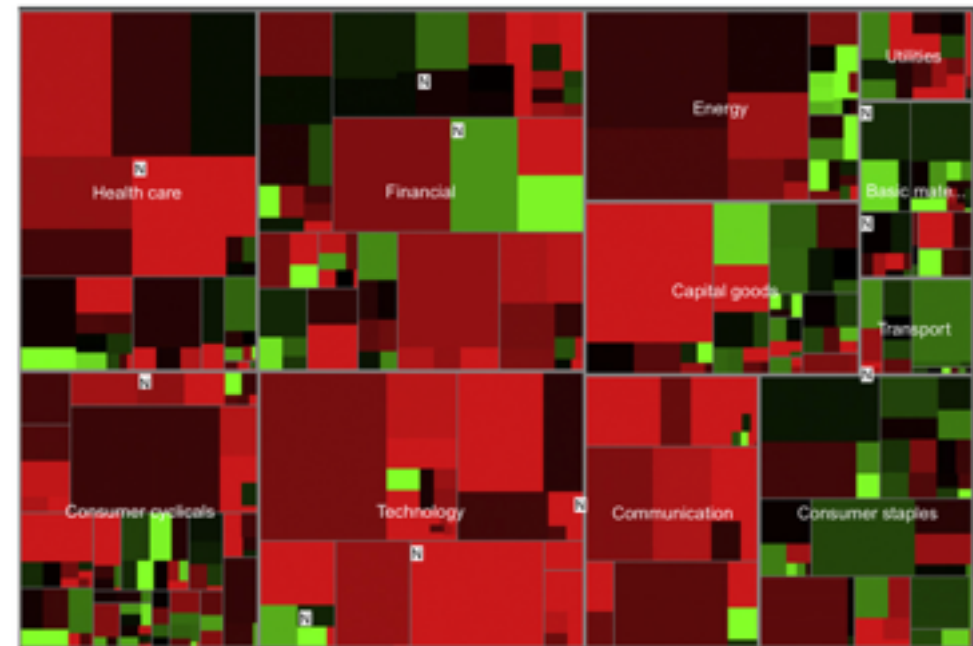 Utilities
N
Energy
N
N
N
Health care
Financial
Basic mate...
N
Capital goods
Transport
N
N
N
Consumer cyclicals
Technology
Communication
Consumer staples
N
N